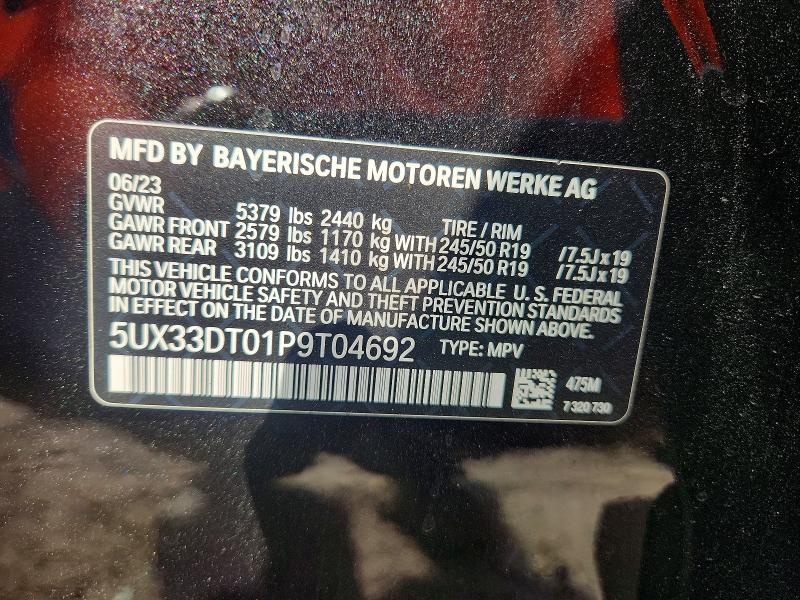 MFD BY BAYERISCHE MOTOREN WERKE AG
06/23
GVWR 5379 lbs 2440 kg TIRE / RIM
GAWR FRONT 2579 lbs 1170 kg WITH 245/50 R19 /7.5J x 19
GAWR REAR 3109 lbs 1410 kg WITH 245/50 R19 /7.5J x 19
THIS VEHICLE CONFORMS TO ALL APPLICABLE U. S. FEDERAL
MOTOR VEHICLE SAFETY AND THEFT PREVENTION STANDARDS
IN EFFECT ON THE DATE OF MANUFACTURE SHOWN ABOVE.
5UX33DT01P9T04692 TYPE: MPV
475M
7 320 730